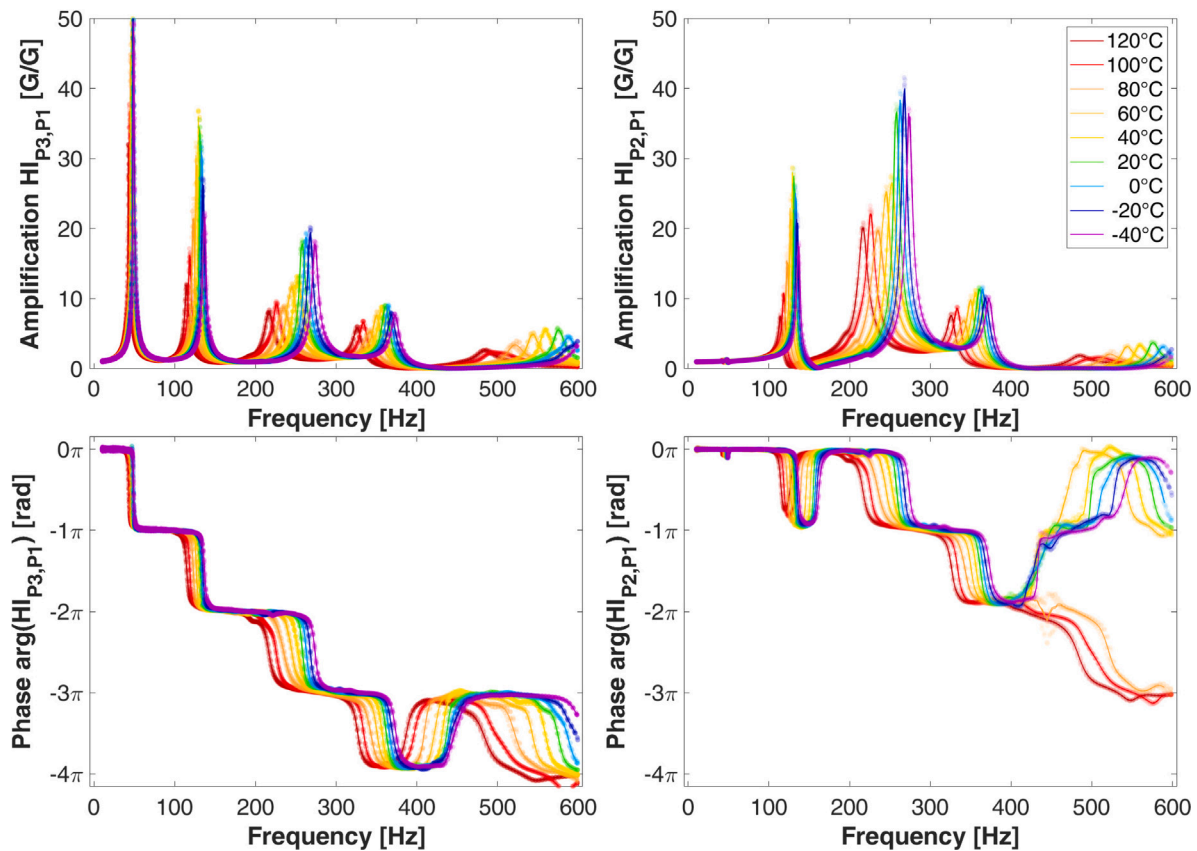 Amplification HI_P3,P1 [G/G]
50
40
30
20
10
0
0 100 200 300 400 500 600
Frequency [Hz]
Amplification HI_P2,P1 [G/G]
50
40
30
20
10
0
0 100 200 300 400 500 600
Frequency [Hz]
120°C
100°C
80°C
60°C
40°C
20°C
0°C
-20°C
-40°C
Phase arg(HI_P3,P1) [rad]
0π
-1π
-2π
-3π
-4π
0 100 200 300 400 500 600
Frequency [Hz]
Phase arg(HI_P2,P1) [rad]
0π
-1π
-2π
-3π
-4π
0 100 200 300 400 500 600
Frequency [Hz]